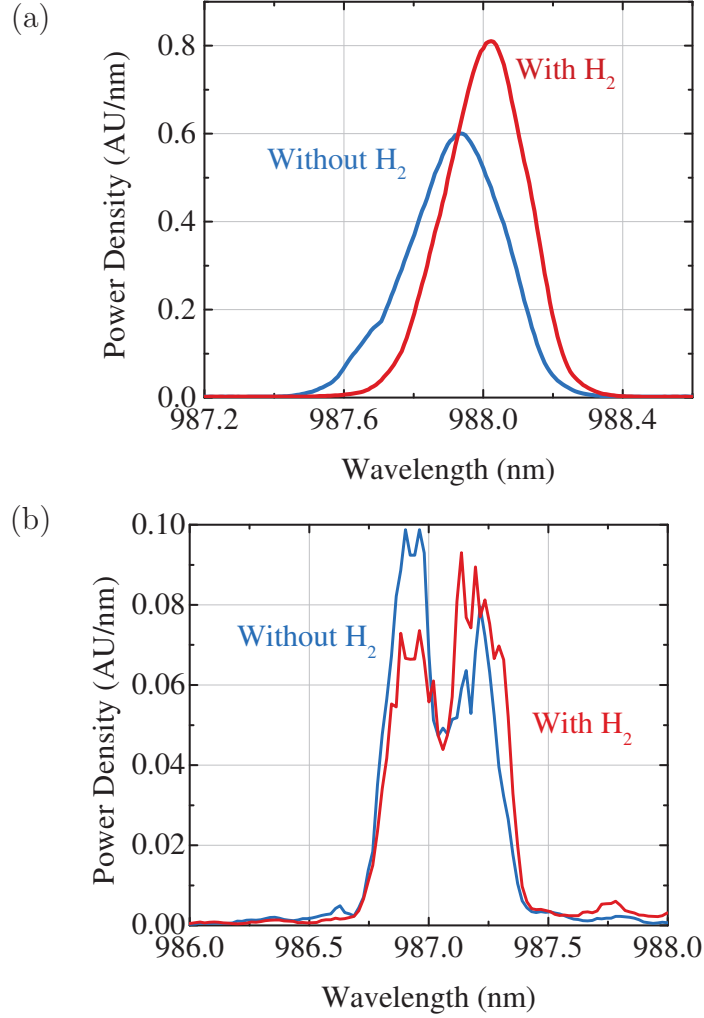 (a)
0.8
With H₂
0.6
Without H₂
0.4
0.2
0.0
987.2 987.6 988.0 988.4
Power Density (AU/nm)
Wavelength (nm)
(b)
0.10
0.08
Without H₂
0.06
With H₂
0.04
0.02
0.00
986.0 986.5 987.0 987.5 988.0
Power Density (AU/nm)
Wavelength (nm)